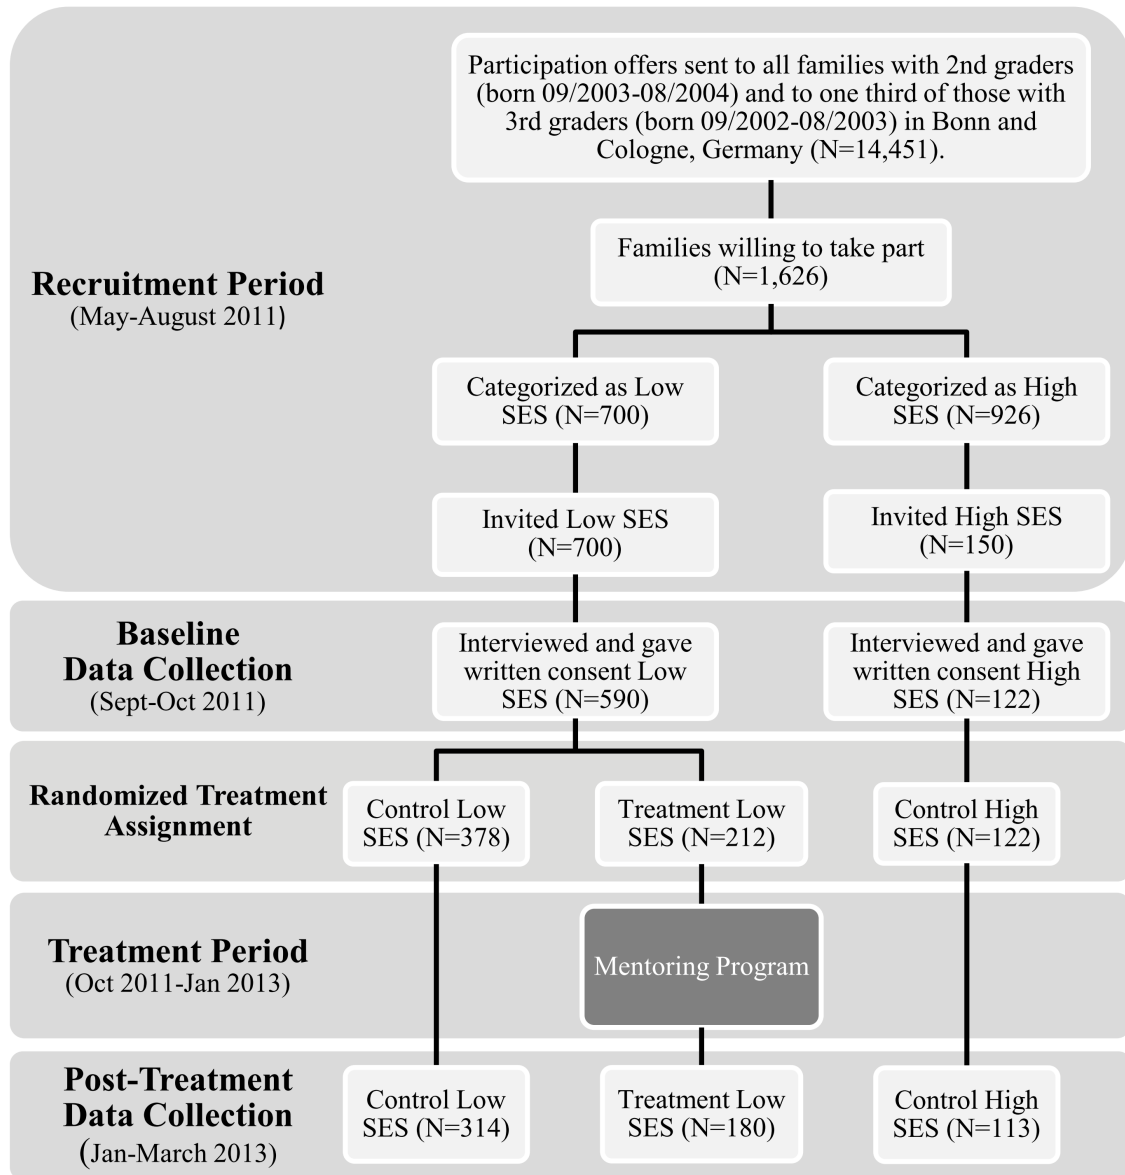 Participation offers sent to all families with 2nd graders
(born 09/2003-08/2004) and to one third of those with
3rd graders (born 09/2002-08/2003) in Bonn and
Cologne, Germany (N=14,451).
Families willing to take part
(N=1,626)
Recruitment Period
(May-August 2011)
Categorized as Low
SES (N=700)
Categorized as High
SES (N=926)
Invited Low SES
(N=700)
Invited High SES
(N=150)
Baseline
Data Collection
(Sept-Oct 2011)
Interviewed and gave
written consent Low
SES (N=590)
Interviewed and gave
written consent High
SES (N=122)
Randomized Treatment
Assignment
Control Low
SES (N=378)
Treatment Low
SES (N=212)
Control High
SES (N=122)
Treatment Period
(Oct 2011-Jan 2013)
Mentoring Program
Post-Treatment
Data Collection
(Jan-March 2013)
Control Low
SES (N=314)
Treatment Low
SES (N=180)
Control High
SES (N=113)